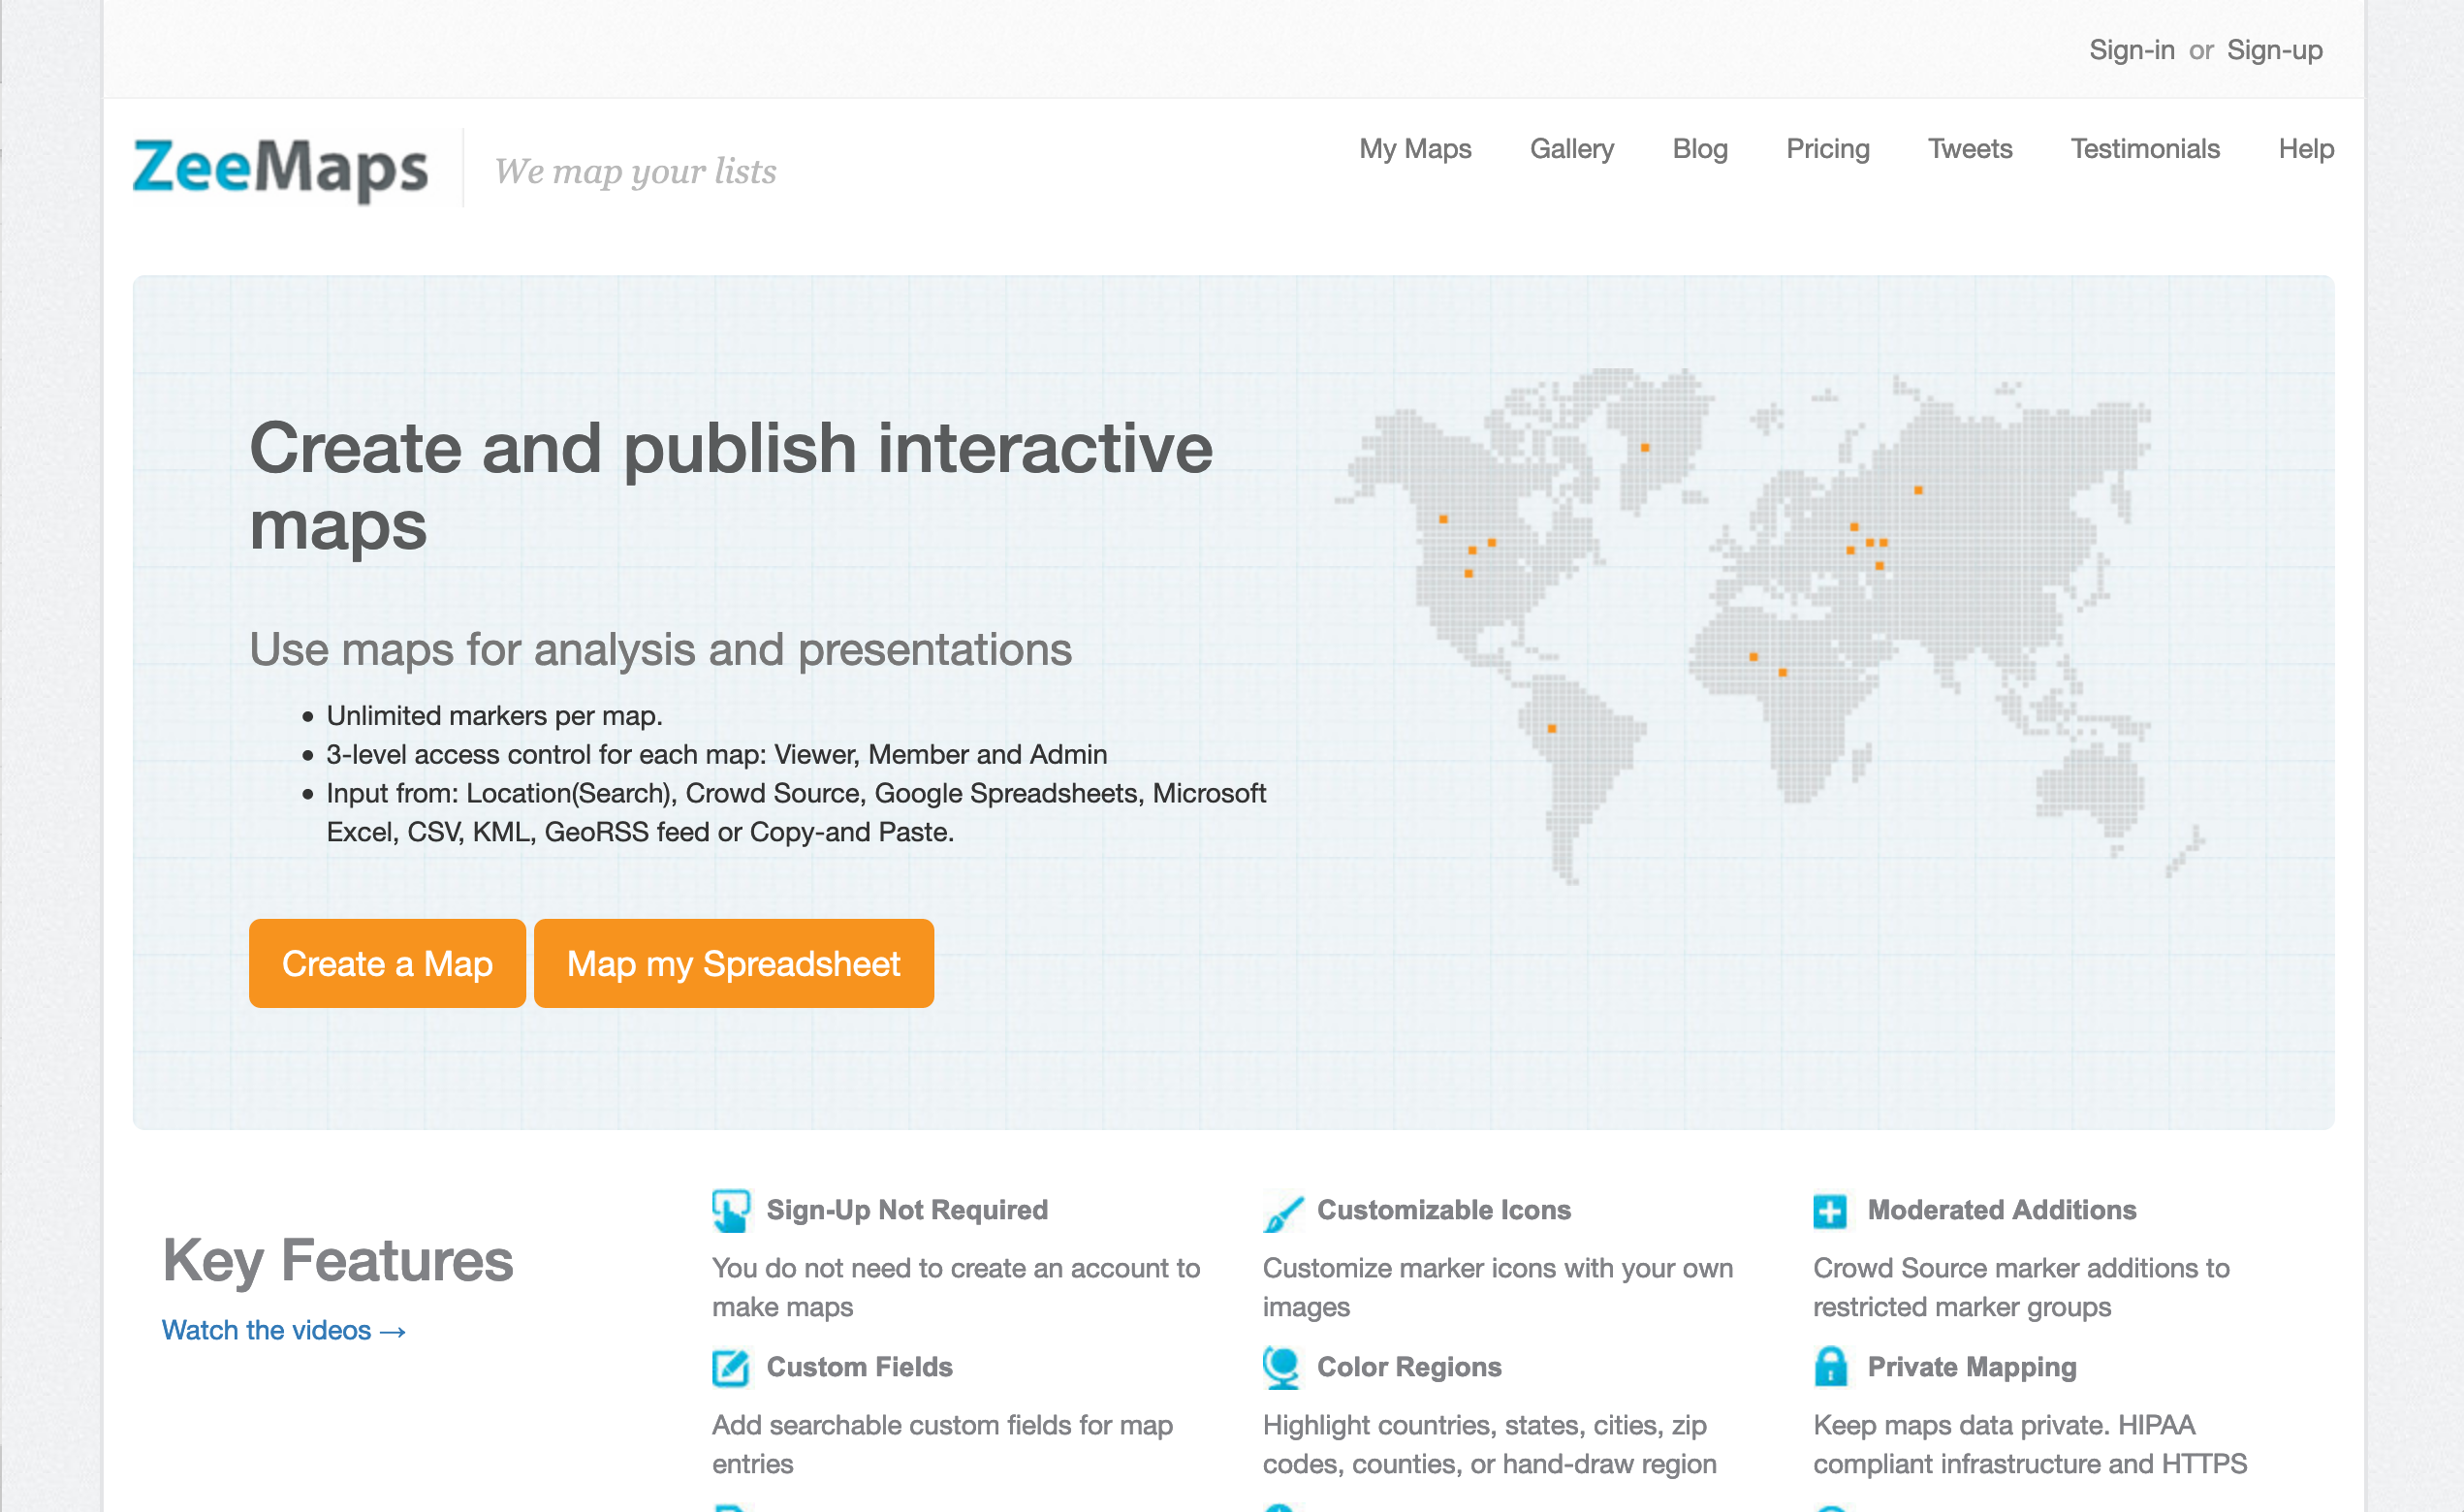 Sign-in or Sign-up
ZeeMaps
We map your lists
My Maps Gallery Blog Pricing Tweets Testimonials Help
Create and publish interactive
maps
Use maps for analysis and presentations
Unlimited markers per map.
3-level access control for each map: Viewer, Member and Admin
Input from: Location(Search), Crowd Source, Google Spreadsheets, Microsoft
Excel, CSV, KML, GeoRSS feed or Copy-and Paste.
Create a Map
Map my Spreadsheet
Key Features
Watch the videos →
Sign-Up Not Required
You do not need to create an account to
make maps
Customizable Icons
Customize marker icons with your own
images
Moderated Additions
Crowd Source marker additions to
restricted marker groups
Custom Fields
Add searchable custom fields for map
entries
Color Regions
Highlight countries, states, cities, zip
codes, counties, or hand-draw region
Private Mapping
Keep maps data private. HIPAA
compliant infrastructure and HTTPS